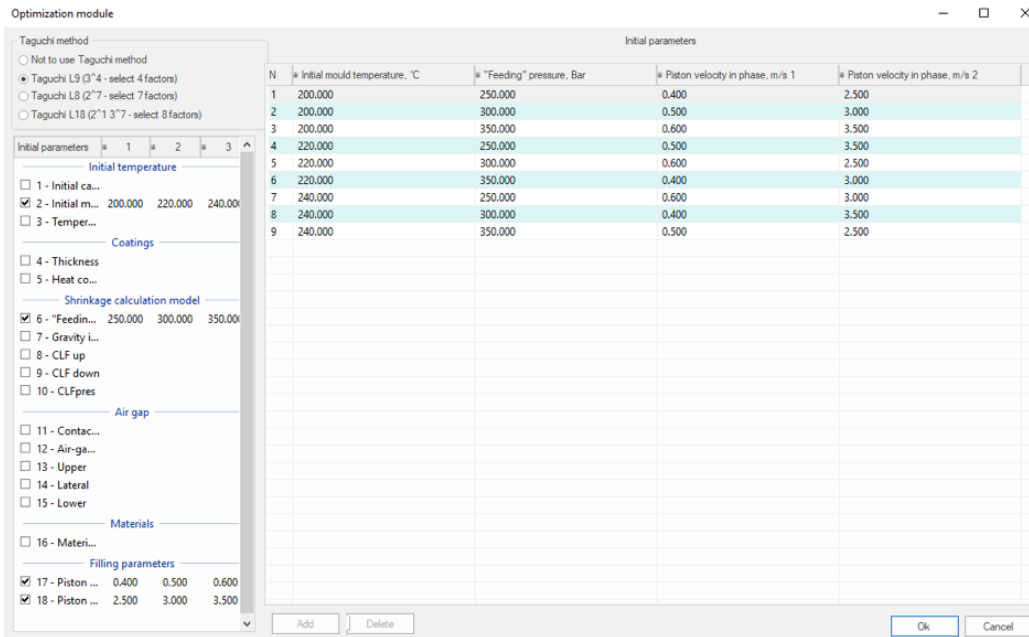 Optimization module
Taguchi method
Not to use Taguchi method
Taguchi L9 (3^4 - select 4 factors)
Taguchi L8 (2^7 - select 7 factors)
Taguchi L18 (2^1 3^7 - select 8 factors)
Initial parameters 1 2 3
Initial temperature
1 - Initial ca...
2 - Initial m... 200.000 220.000 240.000
3 - Temper...
Coatings
4 - Thickness
5 - Heat co...
Shrinkage calculation model
6 - "Feedin... 250.000 300.000 350.000
7 - Gravity i...
8 - CLF up
9 - CLF down
10 - CLFpres
Air gap
11 - Contac...
12 - Air-ga...
13 - Upper
14 - Lateral
15 - Lower
Materials
16 - Materi...
Filling parameters
17 - Piston ... 0.400 0.500 0.600
18 - Piston ... 2.500 3.000 3.500
Initial parameters
N Initial mould temperature, °C "Feeding" pressure, Bar Piston velocity in phase, m/s 1 Piston velocity in phase, m/s 2
1 200.000 250.000 0.400 2.500
2 200.000 300.000 0.500 3.000
3 200.000 350.000 0.600 3.500
4 220.000 250.000 0.500 3.500
5 220.000 300.000 0.600 2.500
6 220.000 350.000 0.400 3.000
7 240.000 250.000 0.600 3.000
8 240.000 300.000 0.400 3.500
9 240.000 350.000 0.500 2.500
Add Delete
Ok Cancel